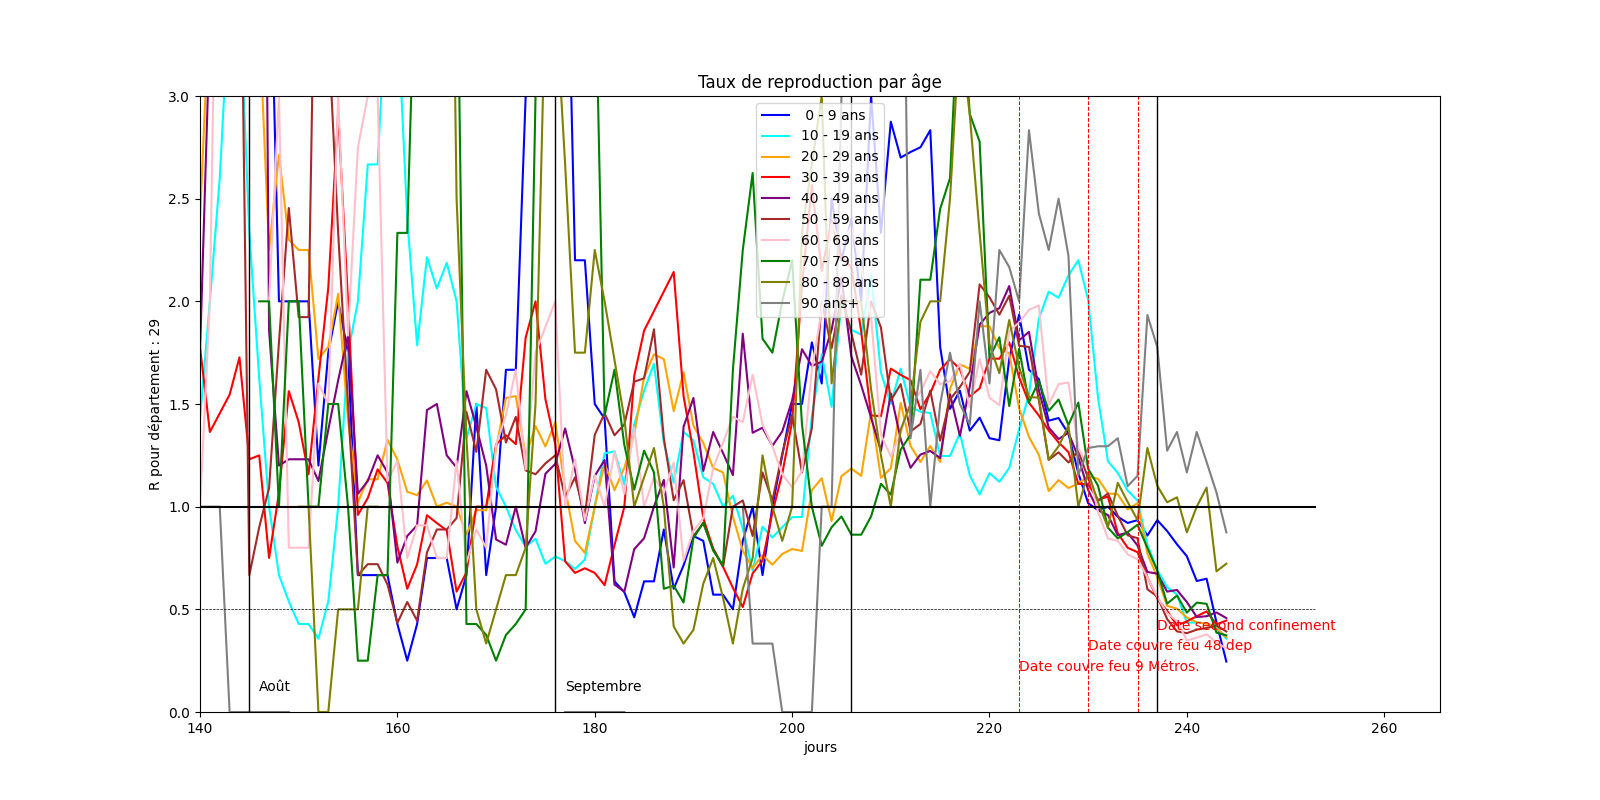 Taux de reproduction par âge
R pour département : 29
3.0
2.5
2.0
1.5
1.0
0.5
0.0
0 - 9 ans
10 - 19 ans
20 - 29 ans
30 - 39 ans
40 - 49 ans
50 - 59 ans
60 - 69 ans
70 - 79 ans
80 - 89 ans
90 ans+
Date second confinement
Date couvre feu 48 dep
Date couvre feu 9 Métros.
Août
Septembre
140
160
180
200
220
240
260
jours